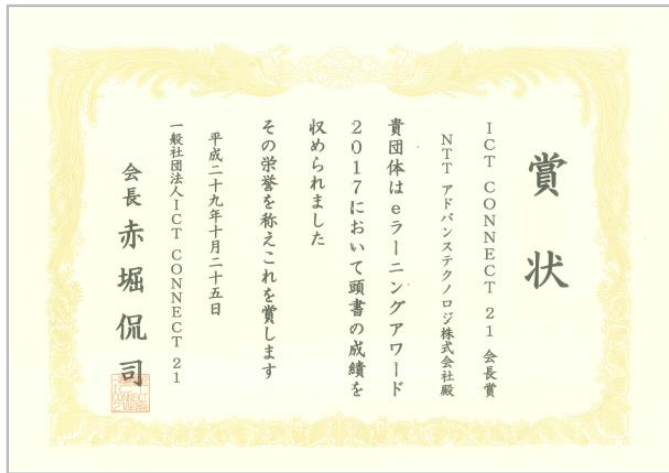 賞状
ICT CONNECT 21 会長賞
NTT アドバンステクノロジ株式会社殿
貴団体はeラーニングアワード
2017において頭書の成績を
収められました
その栄誉を称えこれを賞します
平成二十九年十月二十五日
一般社団法人ICT CONNECT 21
会長 赤堀侃司